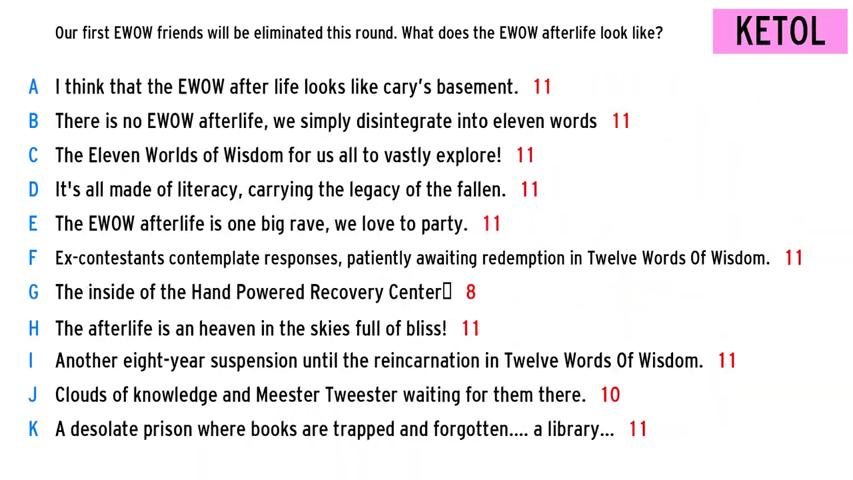 Our first EWOW friends will be eliminated this round. What does the EWOW afterlife look like?
KETOL
A I think that the EWOW after life looks like cary's basement. 11
B There is no EWOW afterlife, we simply disintegrate into eleven words 11
C The Eleven Worlds of Wisdom for us all to vastly explore! 11
D It's all made of literacy, carrying the legacy of the fallen. 11
E The EWOW afterlife is one big rave, we love to party. 11
F Ex-contestants contemplate responses, patiently awaiting redemption in Twelve Words Of Wisdom. 11
G The inside of the Hand Powered Recovery Center▯ 8
H The afterlife is an heaven in the skies full of bliss! 11
I Another eight-year suspension until the reincarnation in Twelve Words Of Wisdom. 11
J Clouds of knowledge and Meester Tweester waiting for them there. 10
K A desolate prison where books are trapped and forgotten.... a library... 11